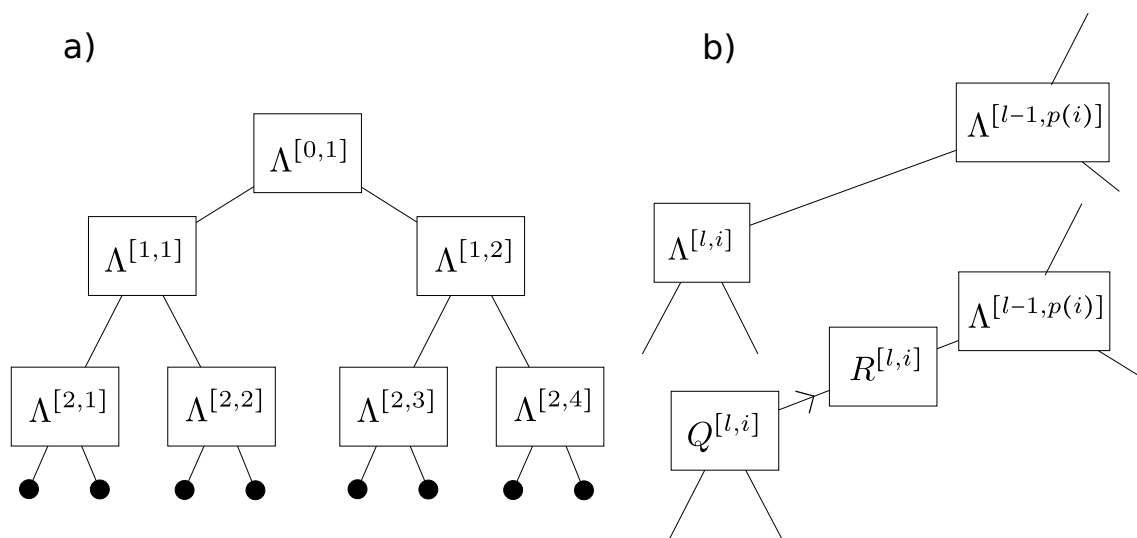 a)
Λ^[0,1]
Λ^[1,1] Λ^[1,2]
Λ^[2,1] Λ^[2,2] Λ^[2,3] Λ^[2,4]
b)
Λ^[l−1,p(i)]
Λ^[l,i]
Λ^[l−1,p(i)]
R^[l,i]
Q^[l,i]